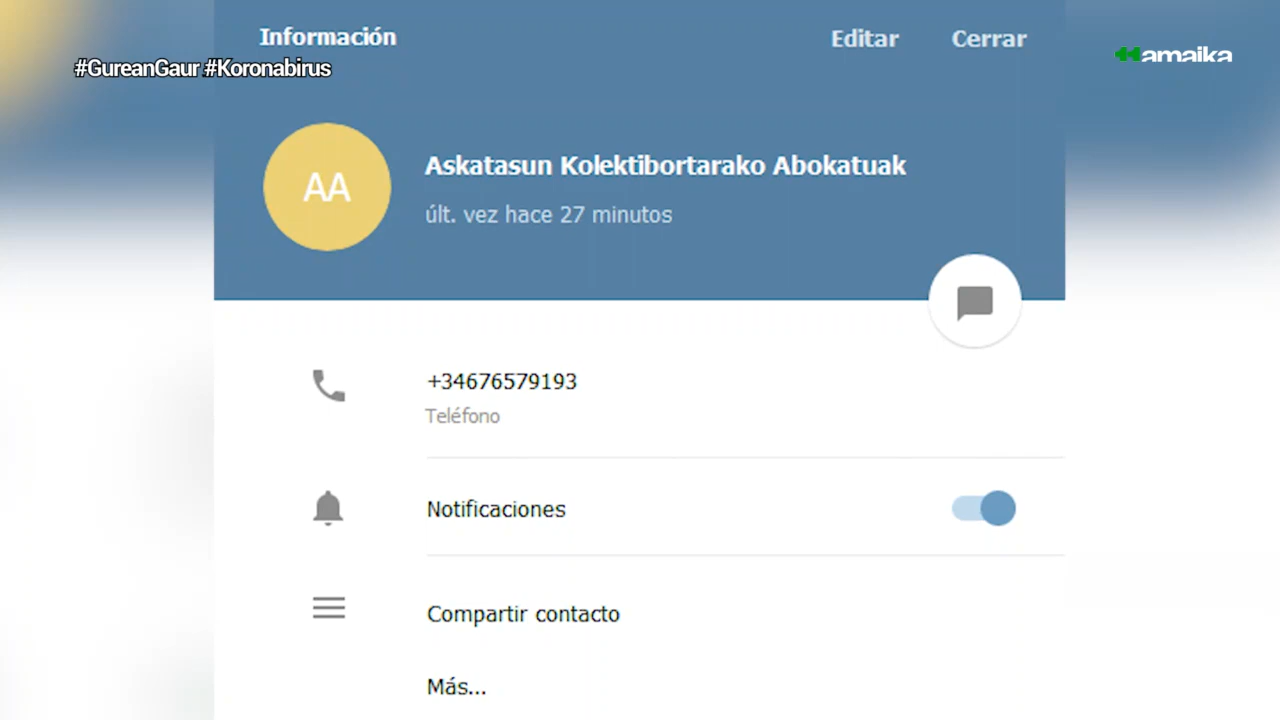 Información
Editar
Cerrar
#GureanGaur #Koronabirus
Hamaika
AA
Askatasun Kolektibortarako Abokatuak
últ. vez hace 27 minutos
+34676579193
Teléfono
Notificaciones
Compartir contacto
Más...